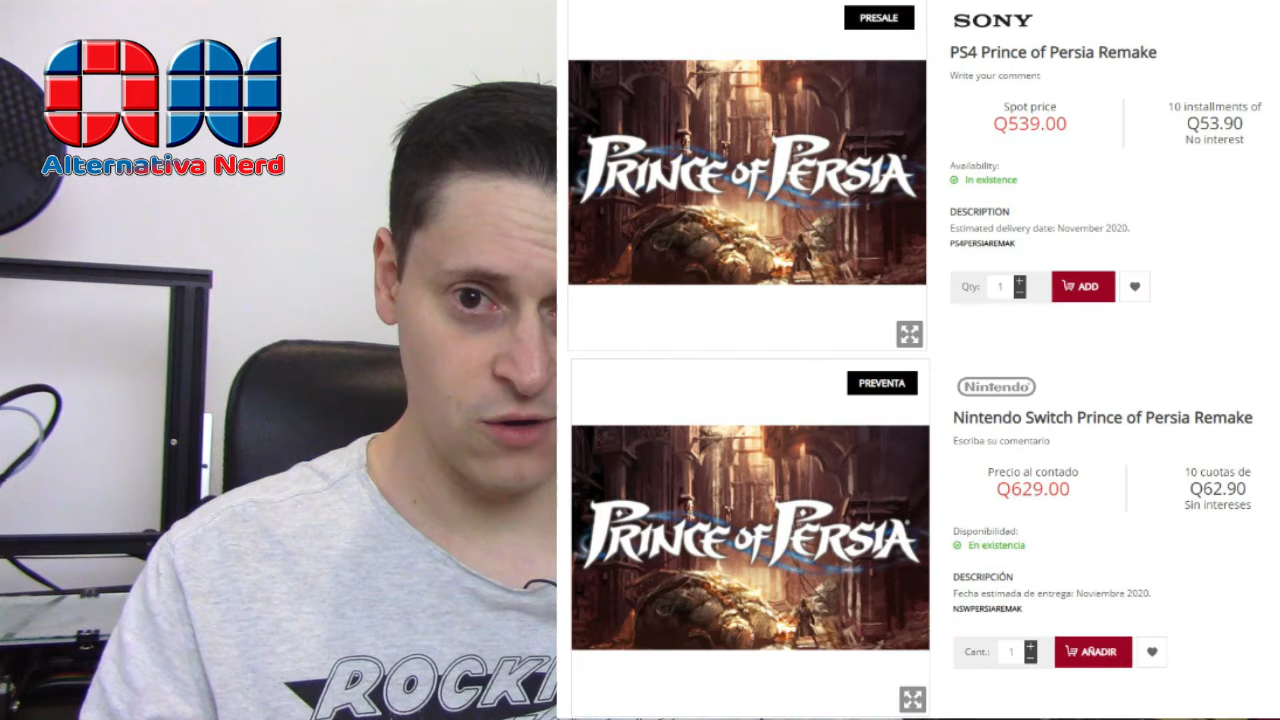 Alternativa Nerd
ROCK
PRESALE
PRINCE OF PERSIA
SONY
PS4 Prince of Persia Remake
Write your comment
Spot price
Q539.00
10 installments of
Q53.90
No interest
Availability:
In existence
DESCRIPTION
Estimated delivery date: November 2020.
PS4PERSIAREMAK
Qty:
1
+
−
ADD
PREVENTA
PRINCE OF PERSIA
Nintendo
Nintendo Switch Prince of Persia Remake
Escriba su comentario
Precio al contado
Q629.00
10 cuotas de
Q62.90
Sin intereses
Disponibilidad:
En existencia
DESCRIPCIÓN
Fecha estimada de entrega: Noviembre 2020.
NSWPERSIAREMAK
Cant.:
1
+
−
AÑADIR